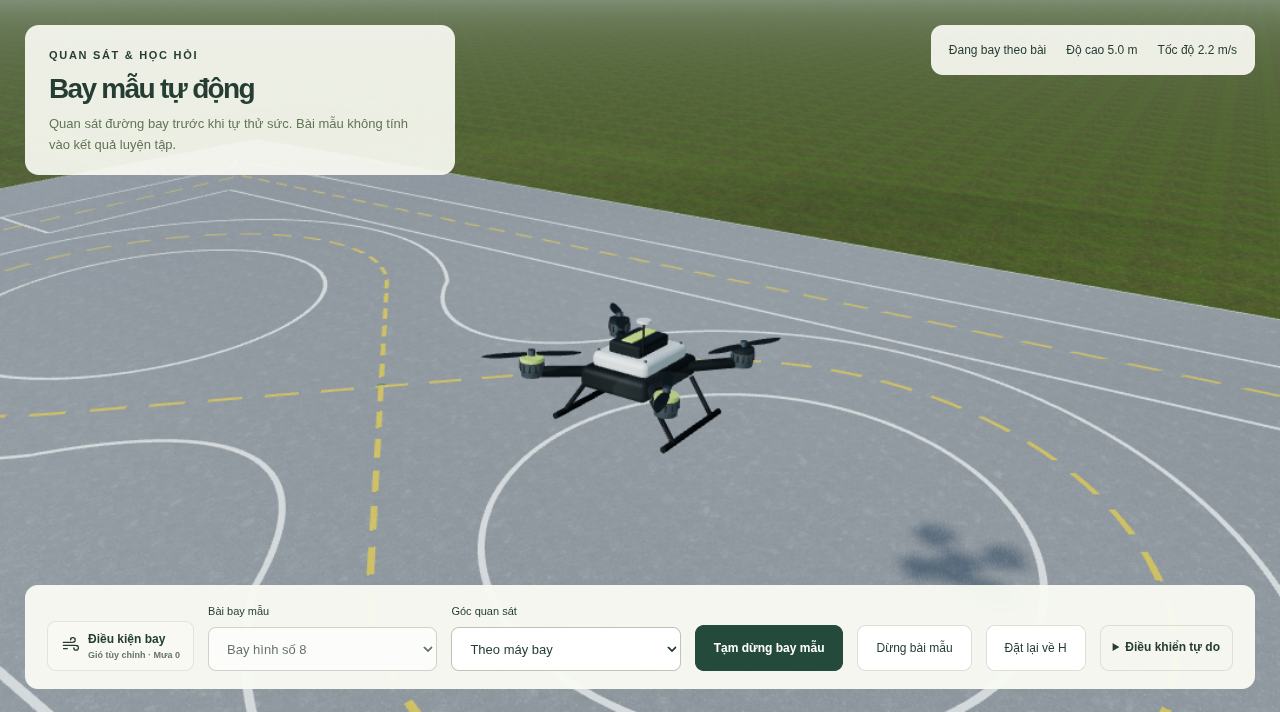 QUAN SÁT & HỌC HỎI
Bay mẫu tự động
Quan sát đường bay trước khi tự thử sức. Bài mẫu không tính
vào kết quả luyện tập.
Đang bay theo bài
Độ cao 5.0 m
Tốc độ 2.2 m/s
Điều kiện bay
Gió tùy chỉnh · Mưa 0
Bài bay mẫu
Bay hình số 8
Góc quan sát
Theo máy bay
Tạm dừng bay mẫu
Dừng bài mẫu
Đặt lại về H
Điều khiển tự do